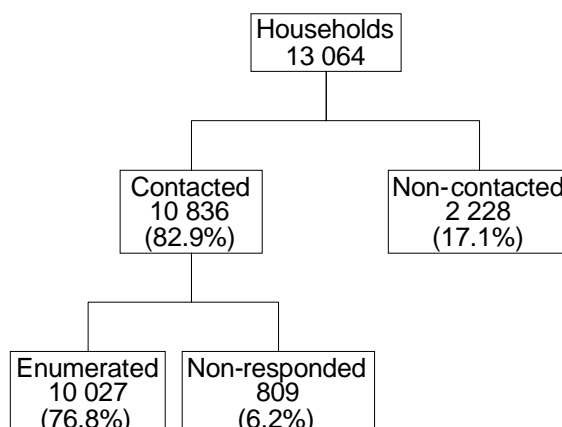 Households
13 064
Contacted
10 836
(82.9%)
Non-contacted
2 228
(17.1%)
Enumerated
10 027
(76.8%)
Non-responded
809
(6.2%)